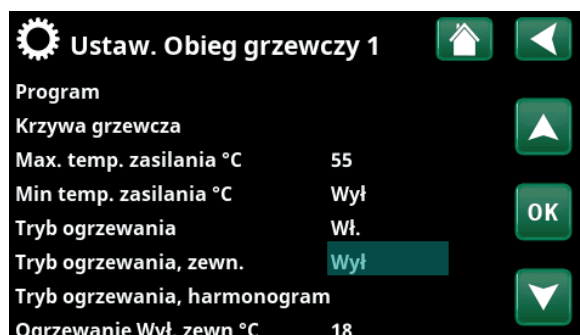 Ustaw. Obieg grzewczy 1
Program
Krzywa grzewcza
Max. temp. zasilania °C 55
Min temp. zasilania °C Wył
Tryb ogrzewania Wł.
OK
Tryb ogrzewania, zewn. Wył
Tryb ogrzewania, harmonogram
Ogrzewanie Wył, zewn °C 18